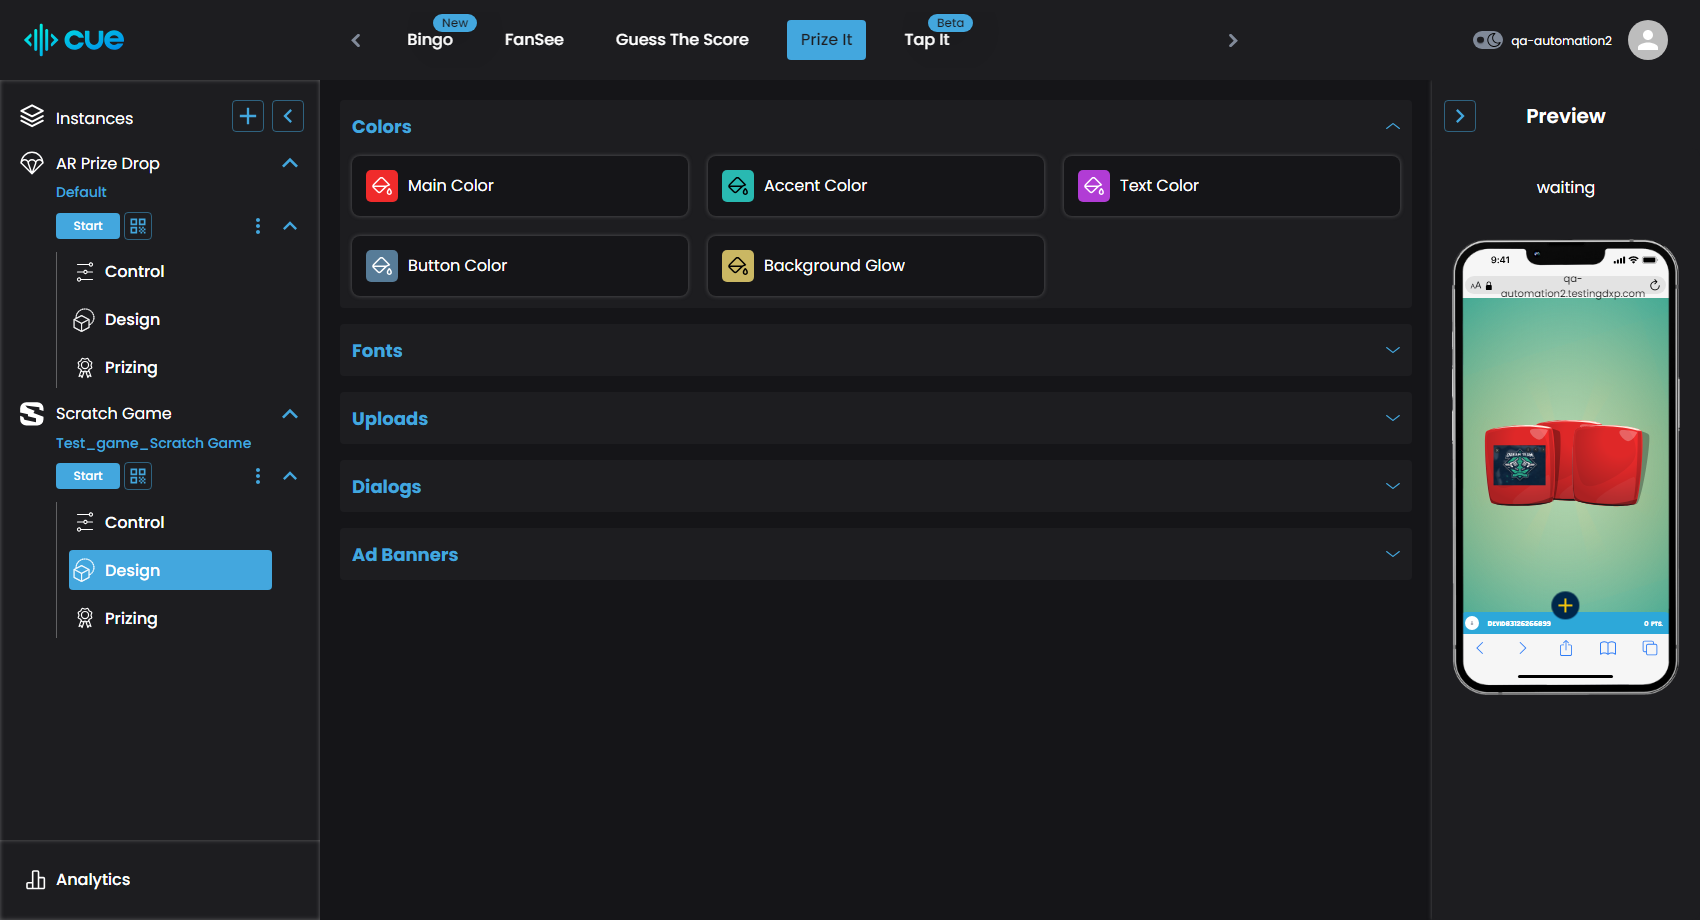 cue
New
Beta
Bingo
FanSee
Guess The Score
Prize It
Tap It
qa-automation2
Instances
AR Prize Drop
Default
Start
Control
Design
Prizing
Scratch Game
Test_game_Scratch Game
Start
Control
Design
Prizing
Analytics
Colors
Main Color
Accent Color
Text Color
Button Color
Background Glow
Fonts
Uploads
Dialogs
Ad Banners
Preview
waiting
9:41
AA
qa-
automation2.testingdxp.com
0 PTS.